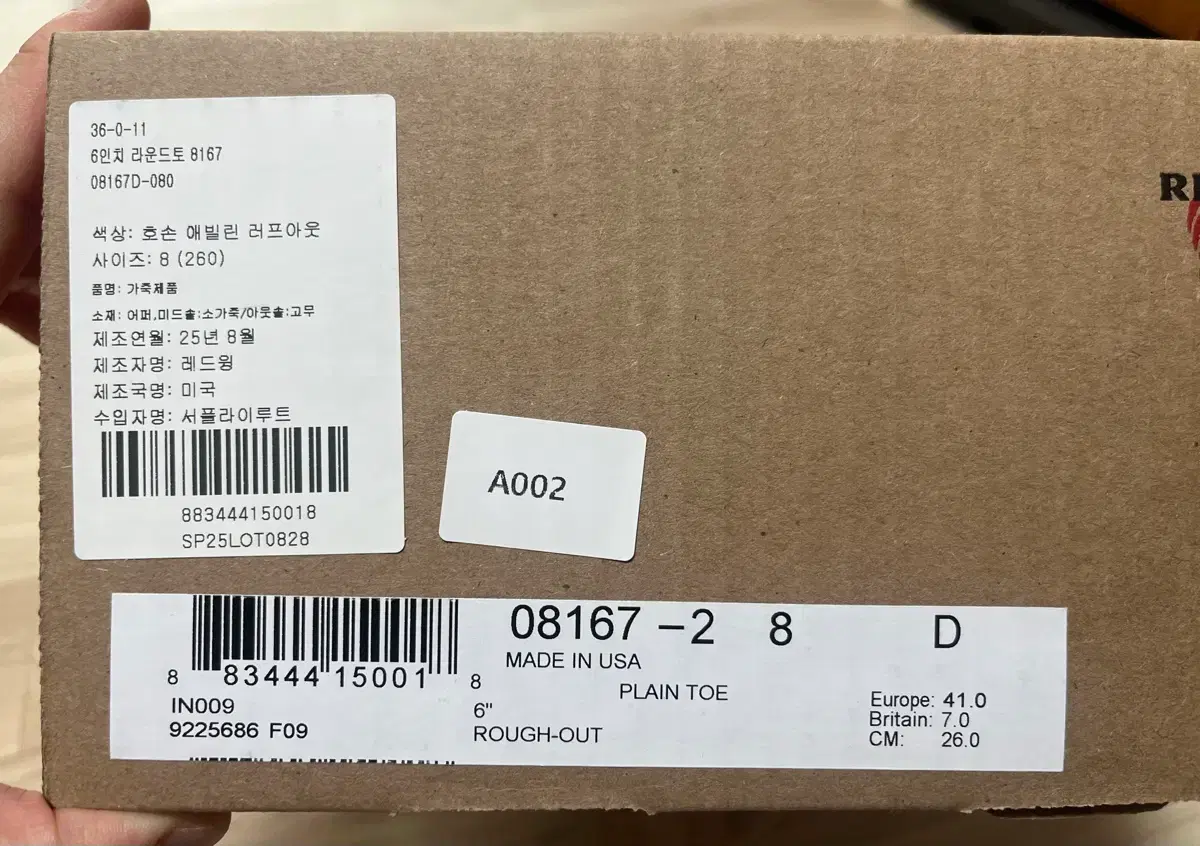 36-0-11
6인치 라운드토 8167
08167D-080
색상: 호손 애빌린 러프아웃
사이즈: 8 (260)
품명: 가죽제품
소재: 어퍼,미드솔:소가죽/아웃솔:고무
제조연월: 25년 8월
제조자명: 레드윙
제조국명: 미국
수입자명: 서플라이루트
883444150018
SP25LOT0828
A002
08167 -2 8 D
MADE IN USA
PLAIN TOE
8 83444 15001 8
IN009
9225686 F09
6"
ROUGH-OUT
Europe: 41.0
Britain: 7.0
CM: 26.0